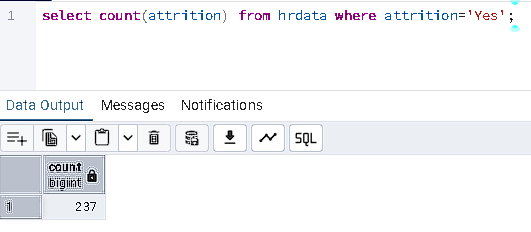 1 select count(attrition) from hrdata where attrition='Yes';
Data Output Messages Notifications
SQL
count
bigint
1 237